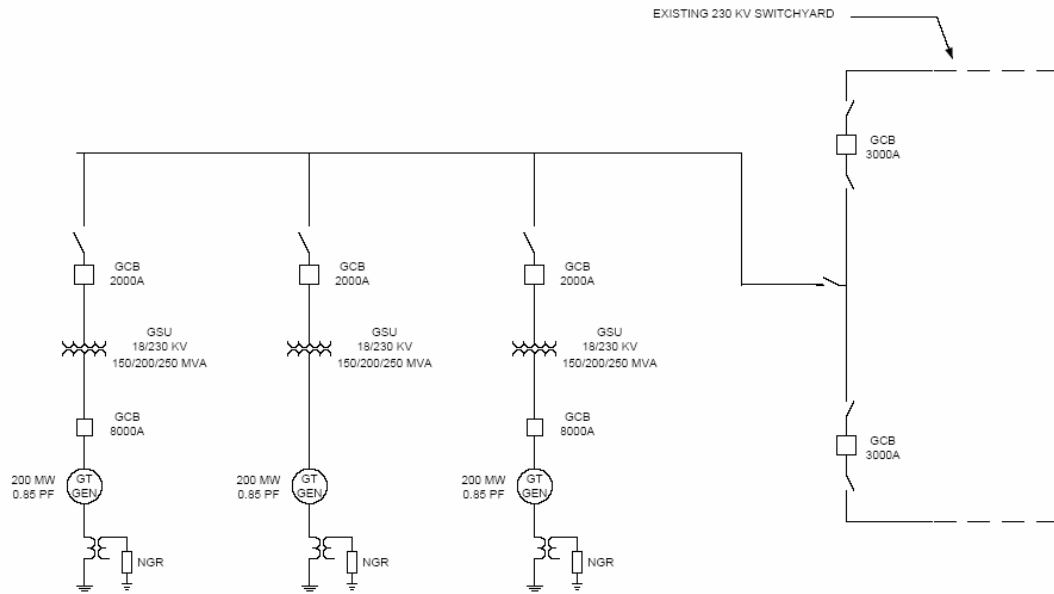 EXISTING 230 KV SWITCHYARD
GCB
3000A
GCB
2000A
GCB
2000A
GCB
2000A
GSU
18/230 KV
150/200/250 MVA
GSU
18/230 KV
150/200/250 MVA
GSU
18/230 KV
150/200/250 MVA
GCB
8000A
GCB
8000A
GCB
3000A
200 MW
0.85 PF
GT
GEN
200 MW
0.85 PF
GT
GEN
200 MW
0.85 PF
GT
GEN
NGR
NGR
NGR